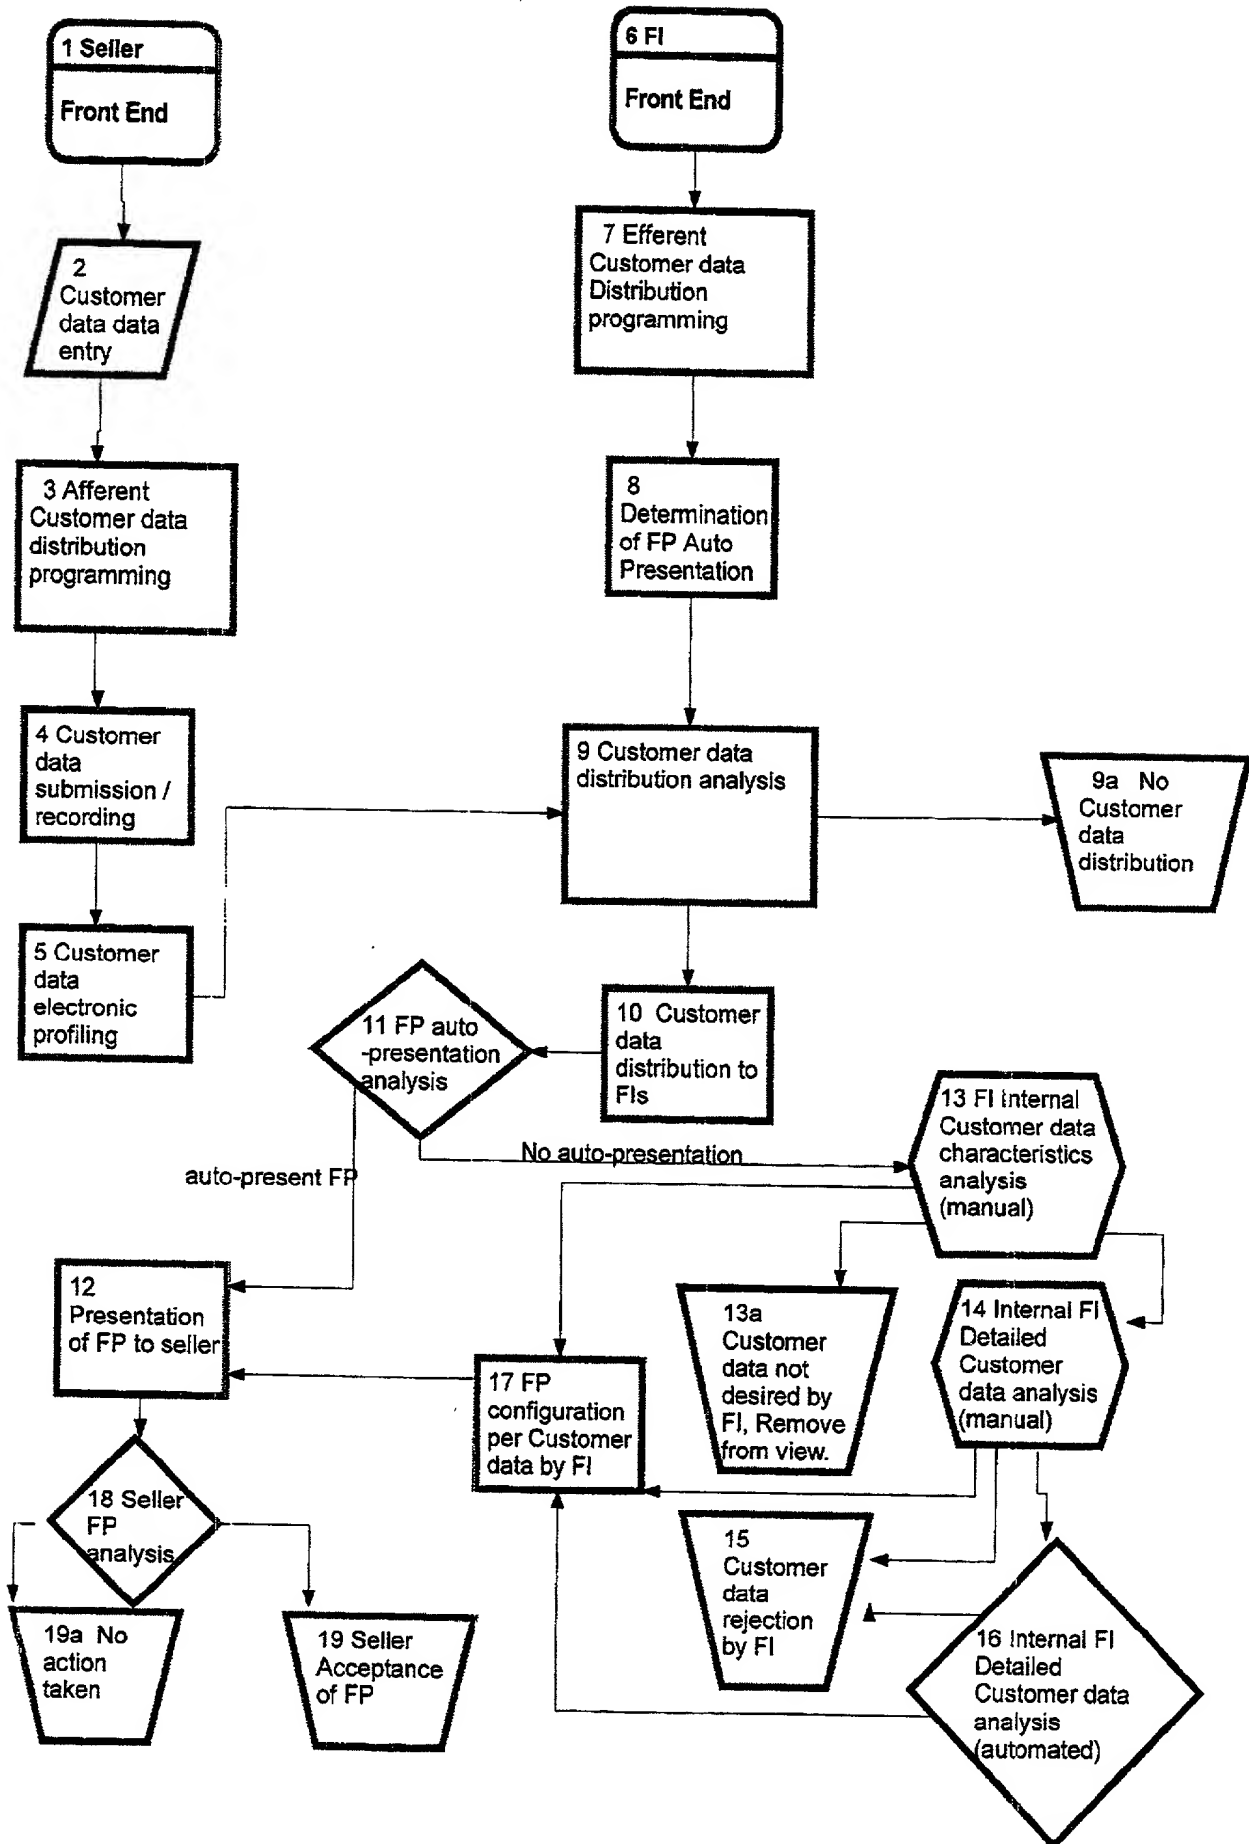 1 Seller
Front End
2
Customer
data data
entry
3 Afferent
Customer data
distribution
programming
4 Customer
data
submission /
recording
5 Customer
data
electronic
profiling
6 FI
Front End
7 Efferent
Customer data
Distribution
programming
8
Determination
of FP Auto
Presentation
9 Customer data
distribution analysis
9a No
Customer
data
distribution
10 Customer
data
distribution to
FIs
11 FP auto
-presentation
analysis
No auto-presentation
auto-present FP
12
Presentation
of FP to seller
13 FI Internal
Customer data
characteristics
analysis
(manual)
13a
Customer
data not
desired by
FI, Remove
from view.
14 Internal FI
Detailed
Customer
data analysis
(manual)
15
Customer
data
rejection
by FI
16 Internal FI
Detailed
Customer data
analysis
(automated)
17 FP
configuration
per Customer
data by FI
18 Seller
FP
analysis
19a No
action
taken
19 Seller
Acceptance
of FP